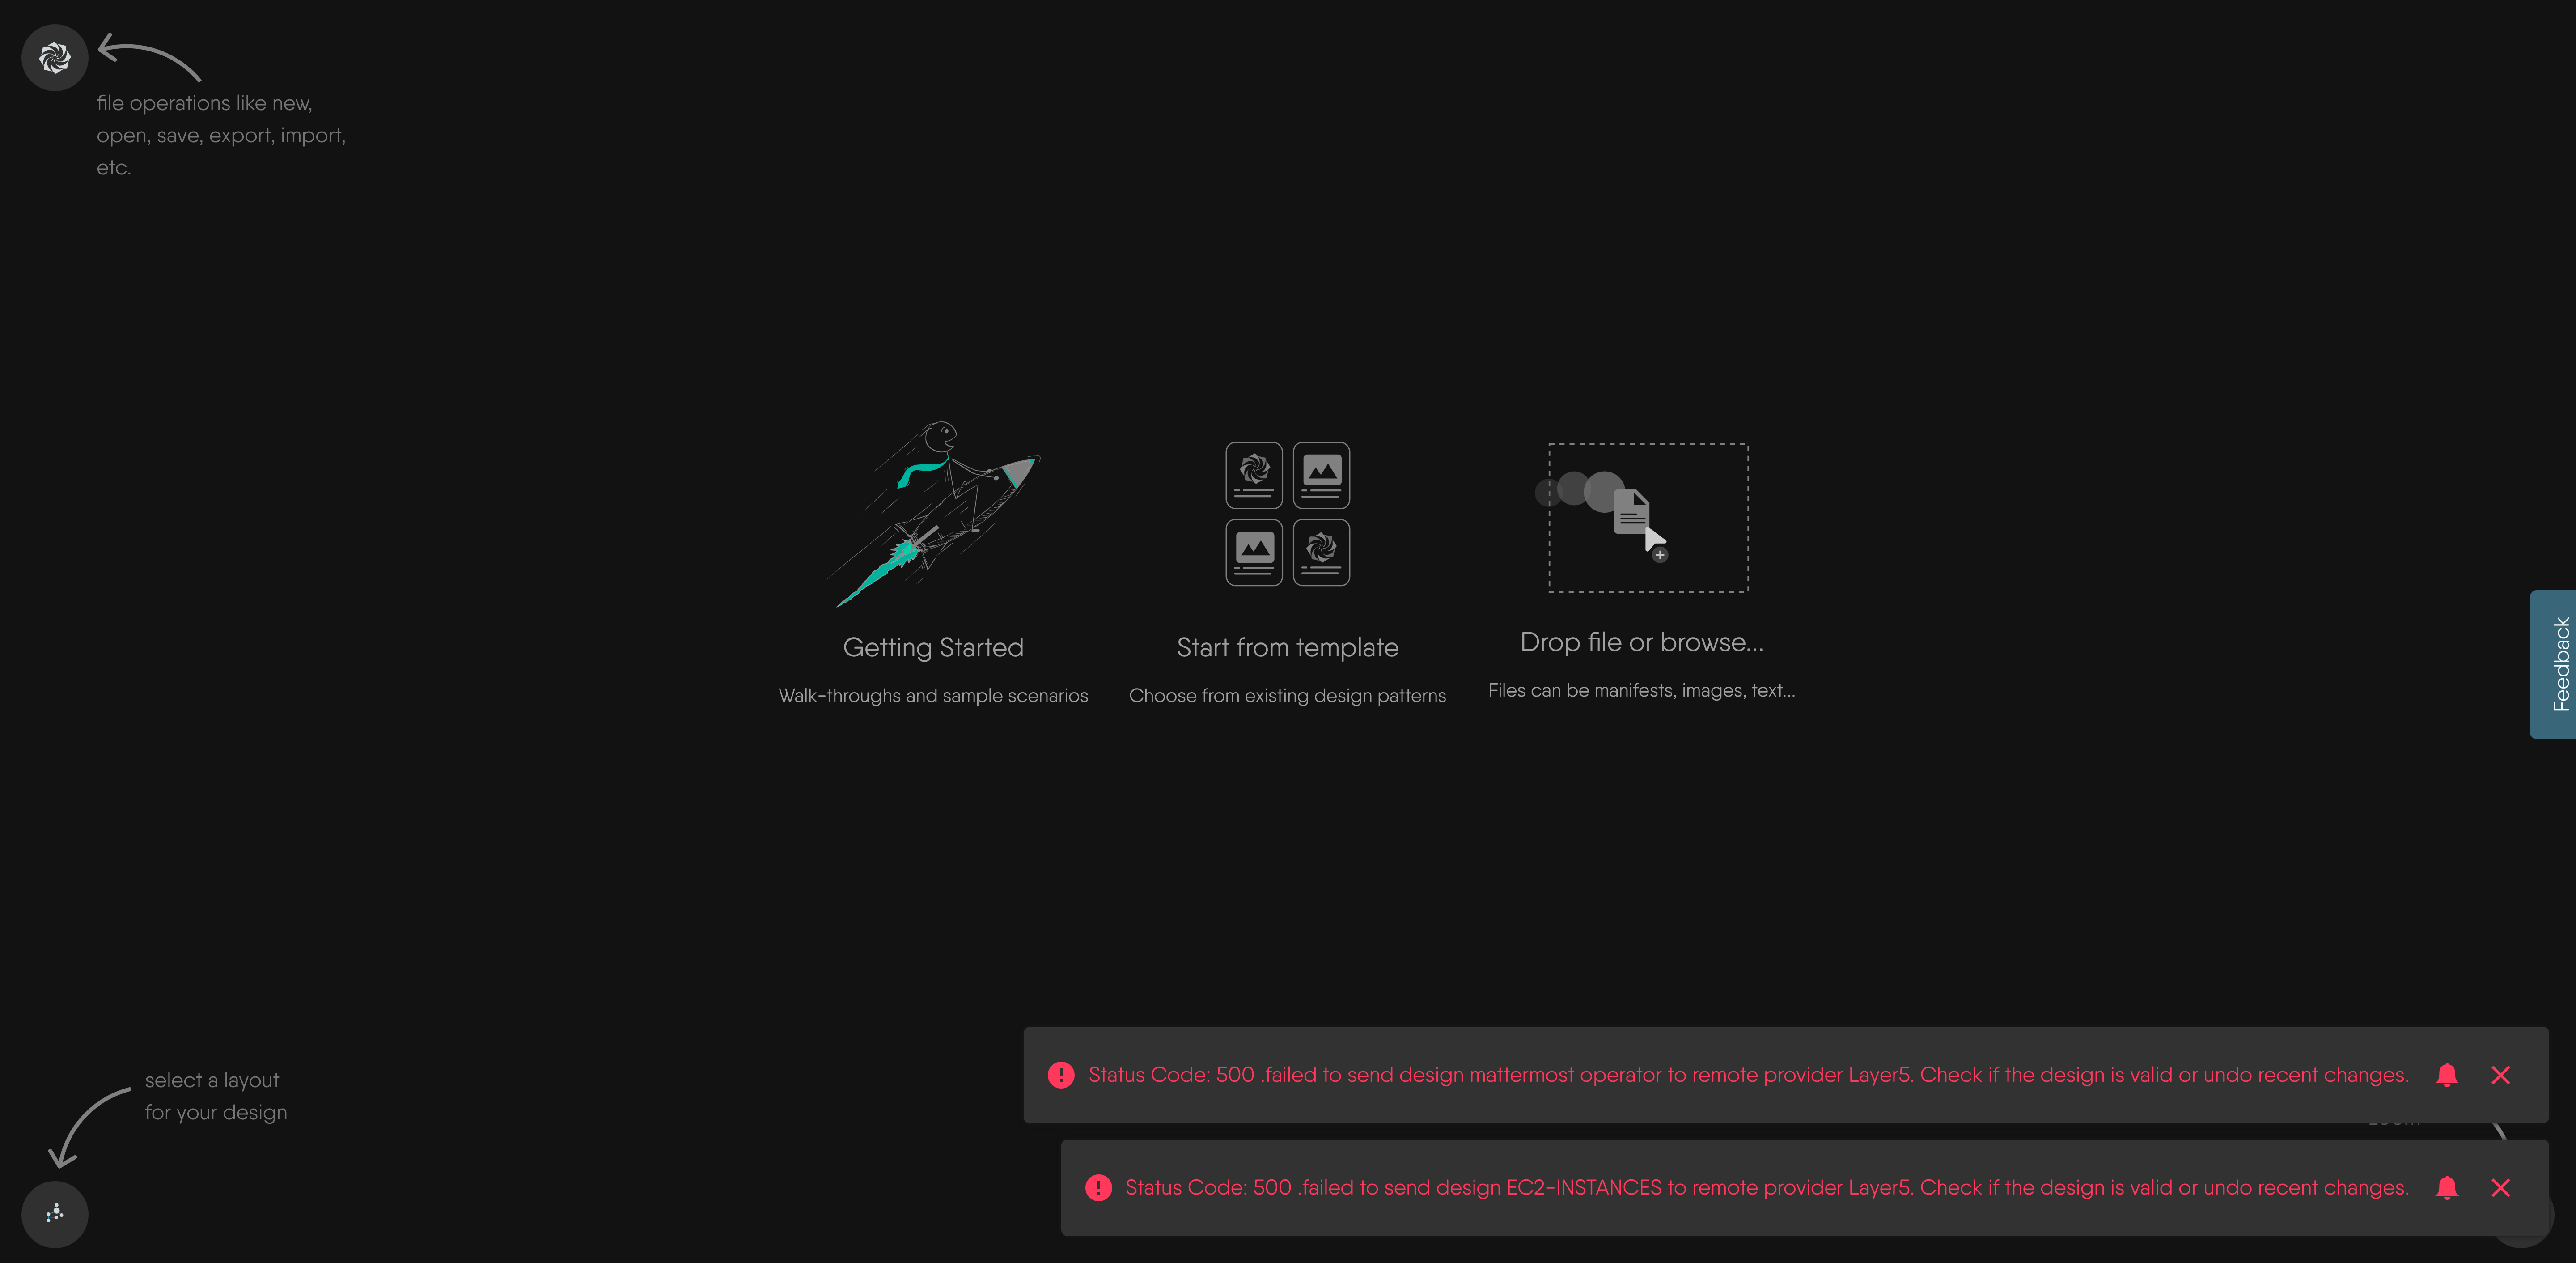 file operations like new,
open, save, export, import,
etc.
Getting Started
Walk-throughs and sample scenarios
Start from template
Choose from existing design patterns
Drop file or browse...
Files can be manifests, images, text...
Feedback
select a layout
for your design
Status Code: 500 .failed to send design mattermost operator to remote provider Layer5. Check if the design is valid or undo recent changes.
Status Code: 500 .failed to send design EC2-INSTANCES to remote provider Layer5. Check if the design is valid or undo recent changes.